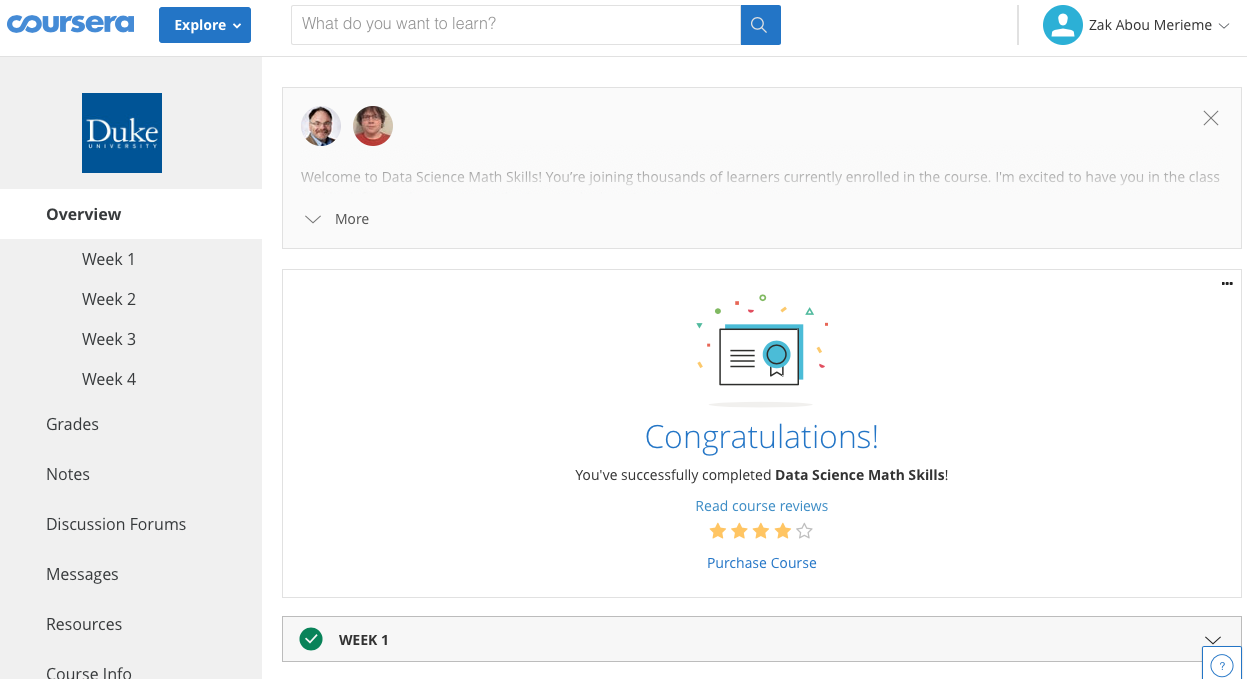 coursera
Explore
What do you want to learn?
Zak Abou Merieme
Duke
UNIVERSITY
Overview
Week 1
Week 2
Week 3
Week 4
Grades
Notes
Discussion Forums
Messages
Resources
Course Info
Welcome to Data Science Math Skills! You’re joining thousands of learners currently enrolled in the course. I'm excited to have you in the class
More
Congratulations!
You've successfully completed Data Science Math Skills!
Read course reviews
Purchase Course
WEEK 1
?